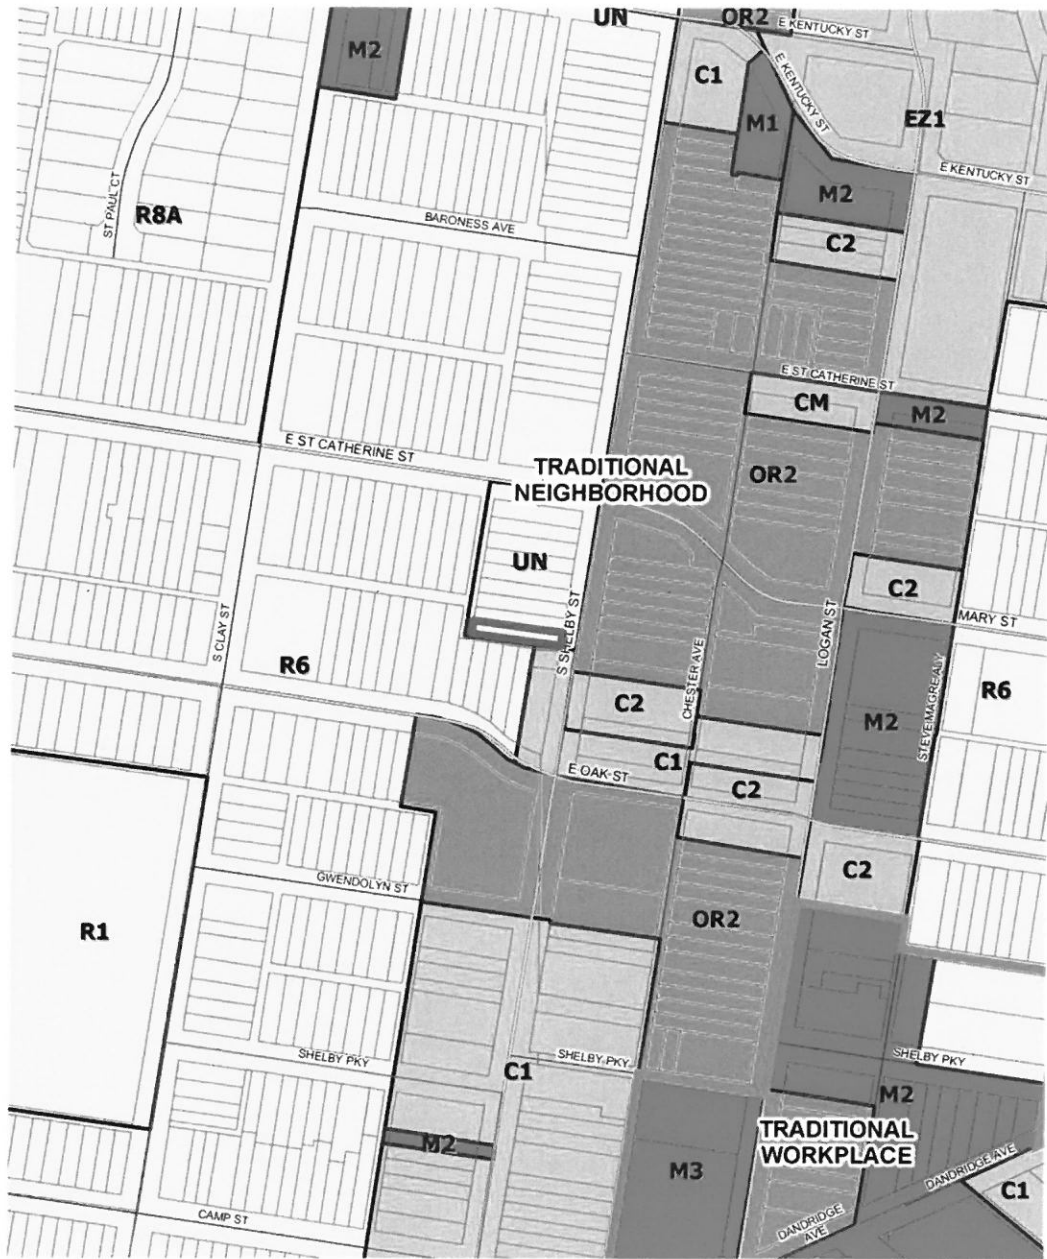 UN
OR2
E KENTUCKY ST
M2
C1
E KENTUCKY ST
M1
EZ1
E KENTUCKY ST
ST PAUL CT
R8A
BARONESS AVE
M2
C2
E ST CATHERINE ST
CM
M2
E ST CATHERINE ST
TRADITIONAL
NEIGHBORHOOD
OR2
UN
C2
MARY ST
S CLAY ST
S SHELBY ST
LOGAN ST
R6
CHESTER AVE
C2
M2
STEVE MAGRE ALY
R6
C1
E OAK ST
C2
C2
GWENDOLYN ST
R1
OR2
SHELBY PKY
C1
SHELBY PKY
SHELBY PKY
M2
M2
TRADITIONAL
WORKPLACE
M3
DANDRIDGE AVE
C1
CAMP ST
DANDRIDGE
AVE